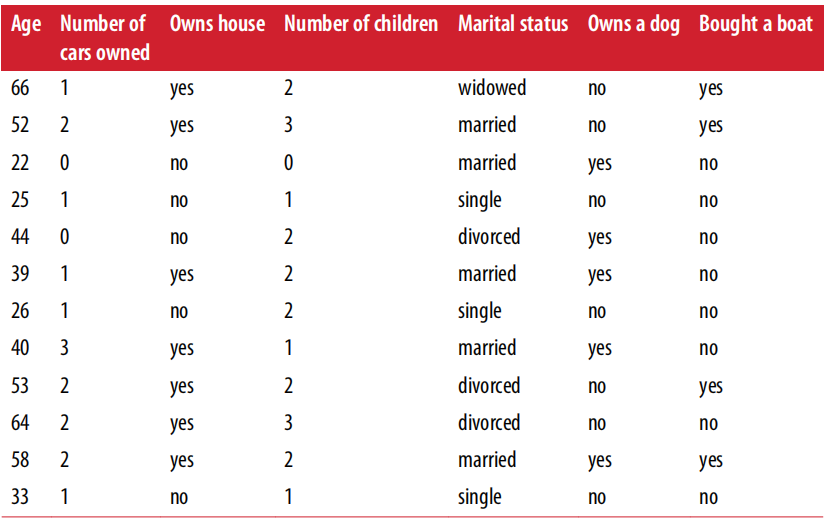 Age Number of cars owned Owns house Number of children Marital status Owns a dog Bought a boat
66 1 yes 2 widowed no yes
52 2 yes 3 married no yes
22 0 no 0 married yes no
25 1 no 1 single no no
44 0 no 2 divorced yes no
39 1 yes 2 married yes no
26 1 no 2 single no no
40 3 yes 1 married yes no
53 2 yes 2 divorced no yes
64 2 yes 3 divorced no no
58 2 yes 2 married yes yes
33 1 no 1 single no no